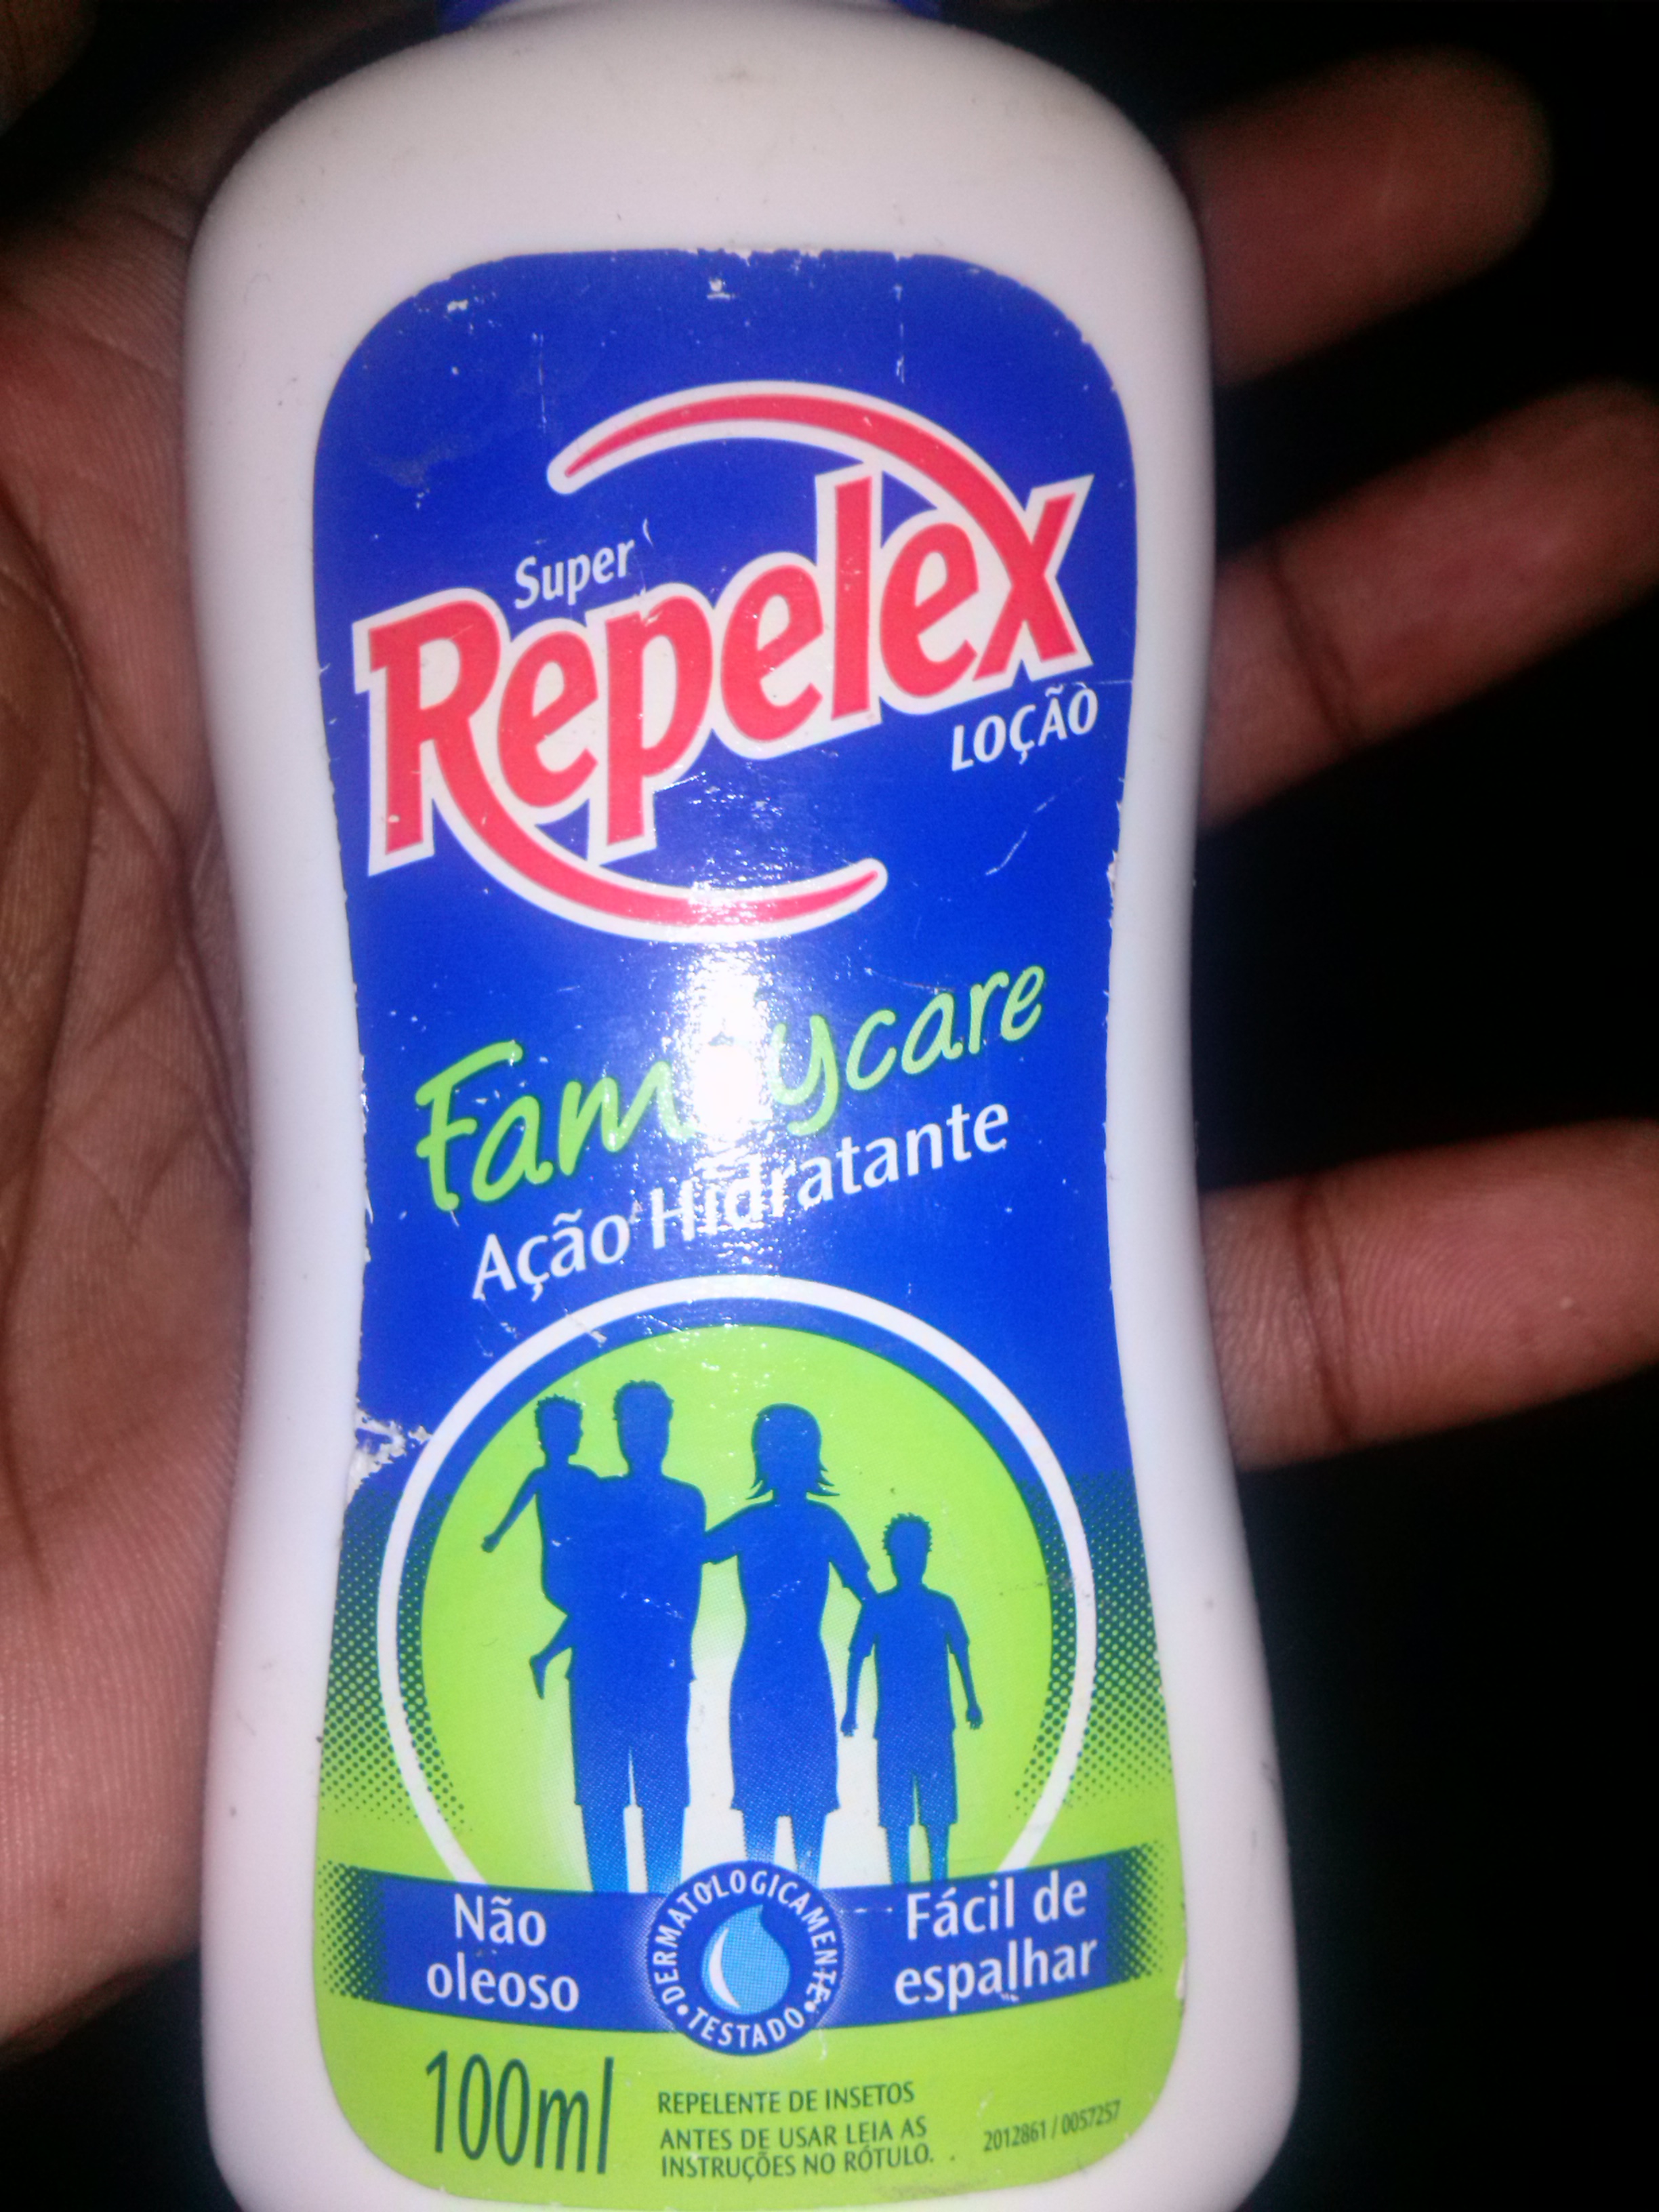 Super
Repelex
LOÇÃO
Ação Hidratante
Não
oleoso
DERMATOLOGICAMENTE • TESTADO •
Fácil de
espalhar
100ml
REPELENTE DE INSETOS
ANTES DE USAR LEIA AS
INSTRUÇÕES NO RÓTULO.
2012861 / 0057257